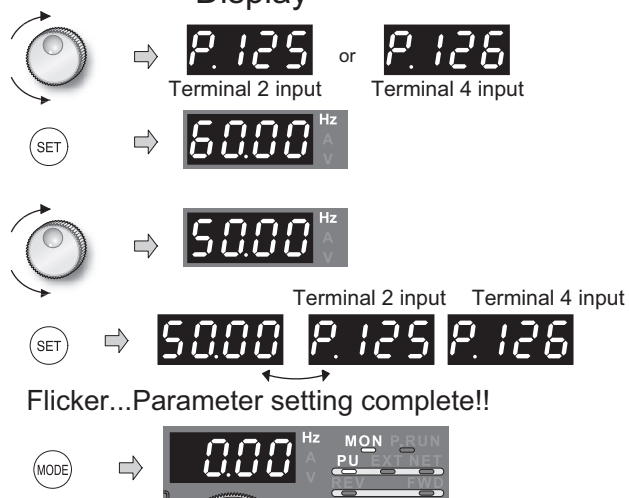 Display
P.125 or P.126
Terminal 2 input Terminal 4 input
SET 60.00 Hz A V
50.00 Hz A V
Terminal 2 input Terminal 4 input
SET 50.00 P.125 P.126
Flicker...Parameter setting complete!!
MODE 0.00 Hz A V MON P.RUN
PU EXT NET
REV FWD